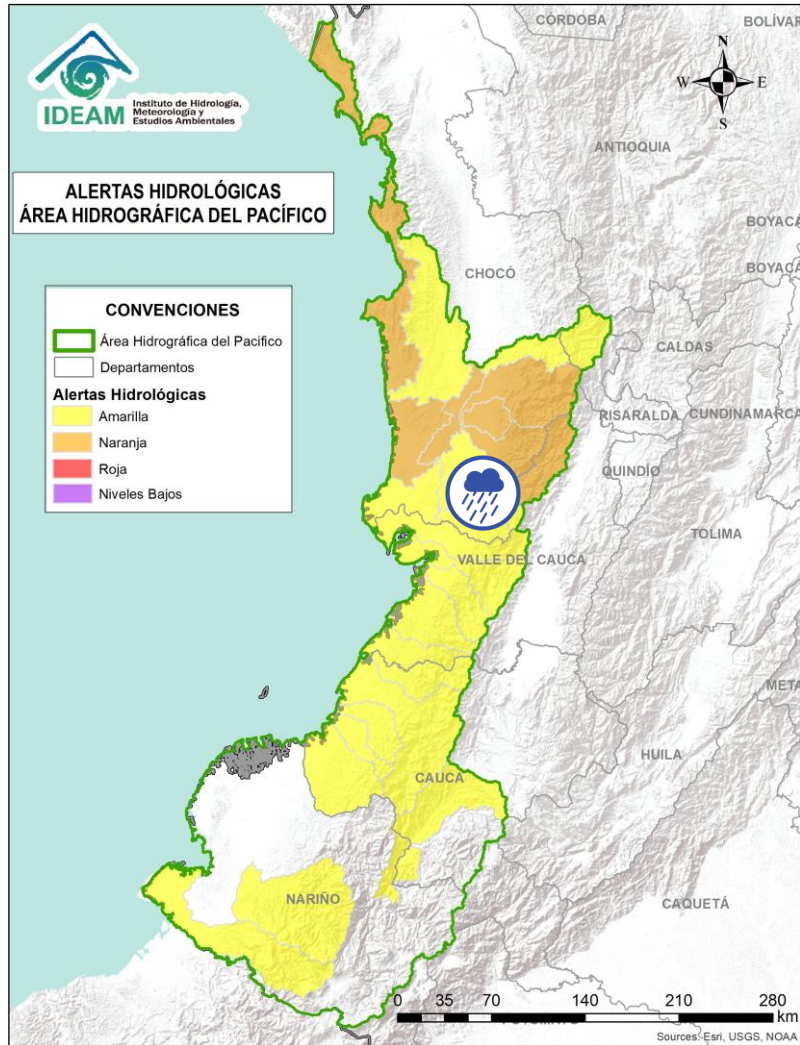 IDEAM
Instituto de Hidrología,
Meteorología y
Estudios Ambientales
ALERTAS HIDROLÓGICAS
ÁREA HIDROGRÁFICA DEL PACÍFICO
CONVENCIONES
Área Hidrográfica del Pacifico
Departamentos
Alertas Hidrológicas
Amarilla
Naranja
Roja
Niveles Bajos
N
W E
S
CÓRDOBA
BOLÍVAR
ANTIOQUIA
BOYACÁ
BOYACÁ
CHOCÓ
CALDAS
RISARALDA
CUNDINAMARCA
QUINDÍO
TOLIMA
VALLE DEL CAUCA
META
HUILA
CAUCA
NARIÑO
CAQUETÁ
0 35 70 140 210 280
km
Sources: Esri, USGS, NOAA